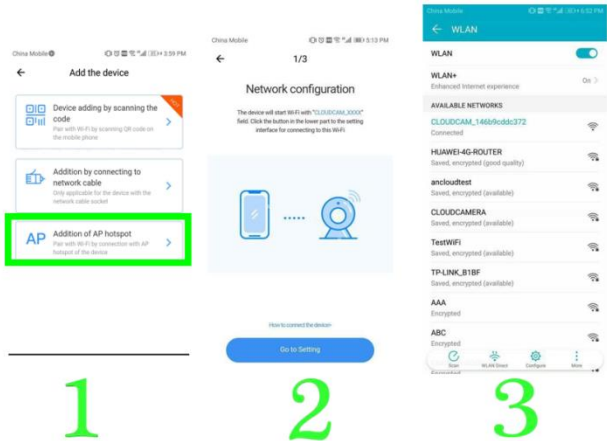 China Mobile 3:59 PM
Add the device
Device adding by scanning the
code
Pair with Wi-Fi by scanning QR code on
the mobile phone
Addition by connecting to
network cable
Only applicable for the device with the
network cable socket
AP
Addition of AP hotspot
Pair with Wi-Fi by connection with AP
hotspot of the device
1
China Mobile 5:13 PM
1/3
Network configuration
The device will start Wi-Fi with "CLOUDCAM_XXXX"
field. Click the button in the lower part to the setting
interface for connecting to this Wi-Fi.
How to connect the device>
Go to Setting
2
China Mobile 6:52 PM
WLAN
WLAN
WLAN+
Enhanced Internet experience
On >
AVAILABLE NETWORKS
CLOUDCAM_146b9cddc372
Connected
HUAWEI-4G-ROUTER
Saved, encrypted (good quality)
ancloudtest
Saved, encrypted (available)
CLOUDCAMERA
Saved, encrypted (available)
TestWiFi
Saved, encrypted (available)
TP-LINK_B1BF
Saved, encrypted (available)
AAA
Encrypted
ABC
Encrypted
Scan WLAN Direct Configure More
3